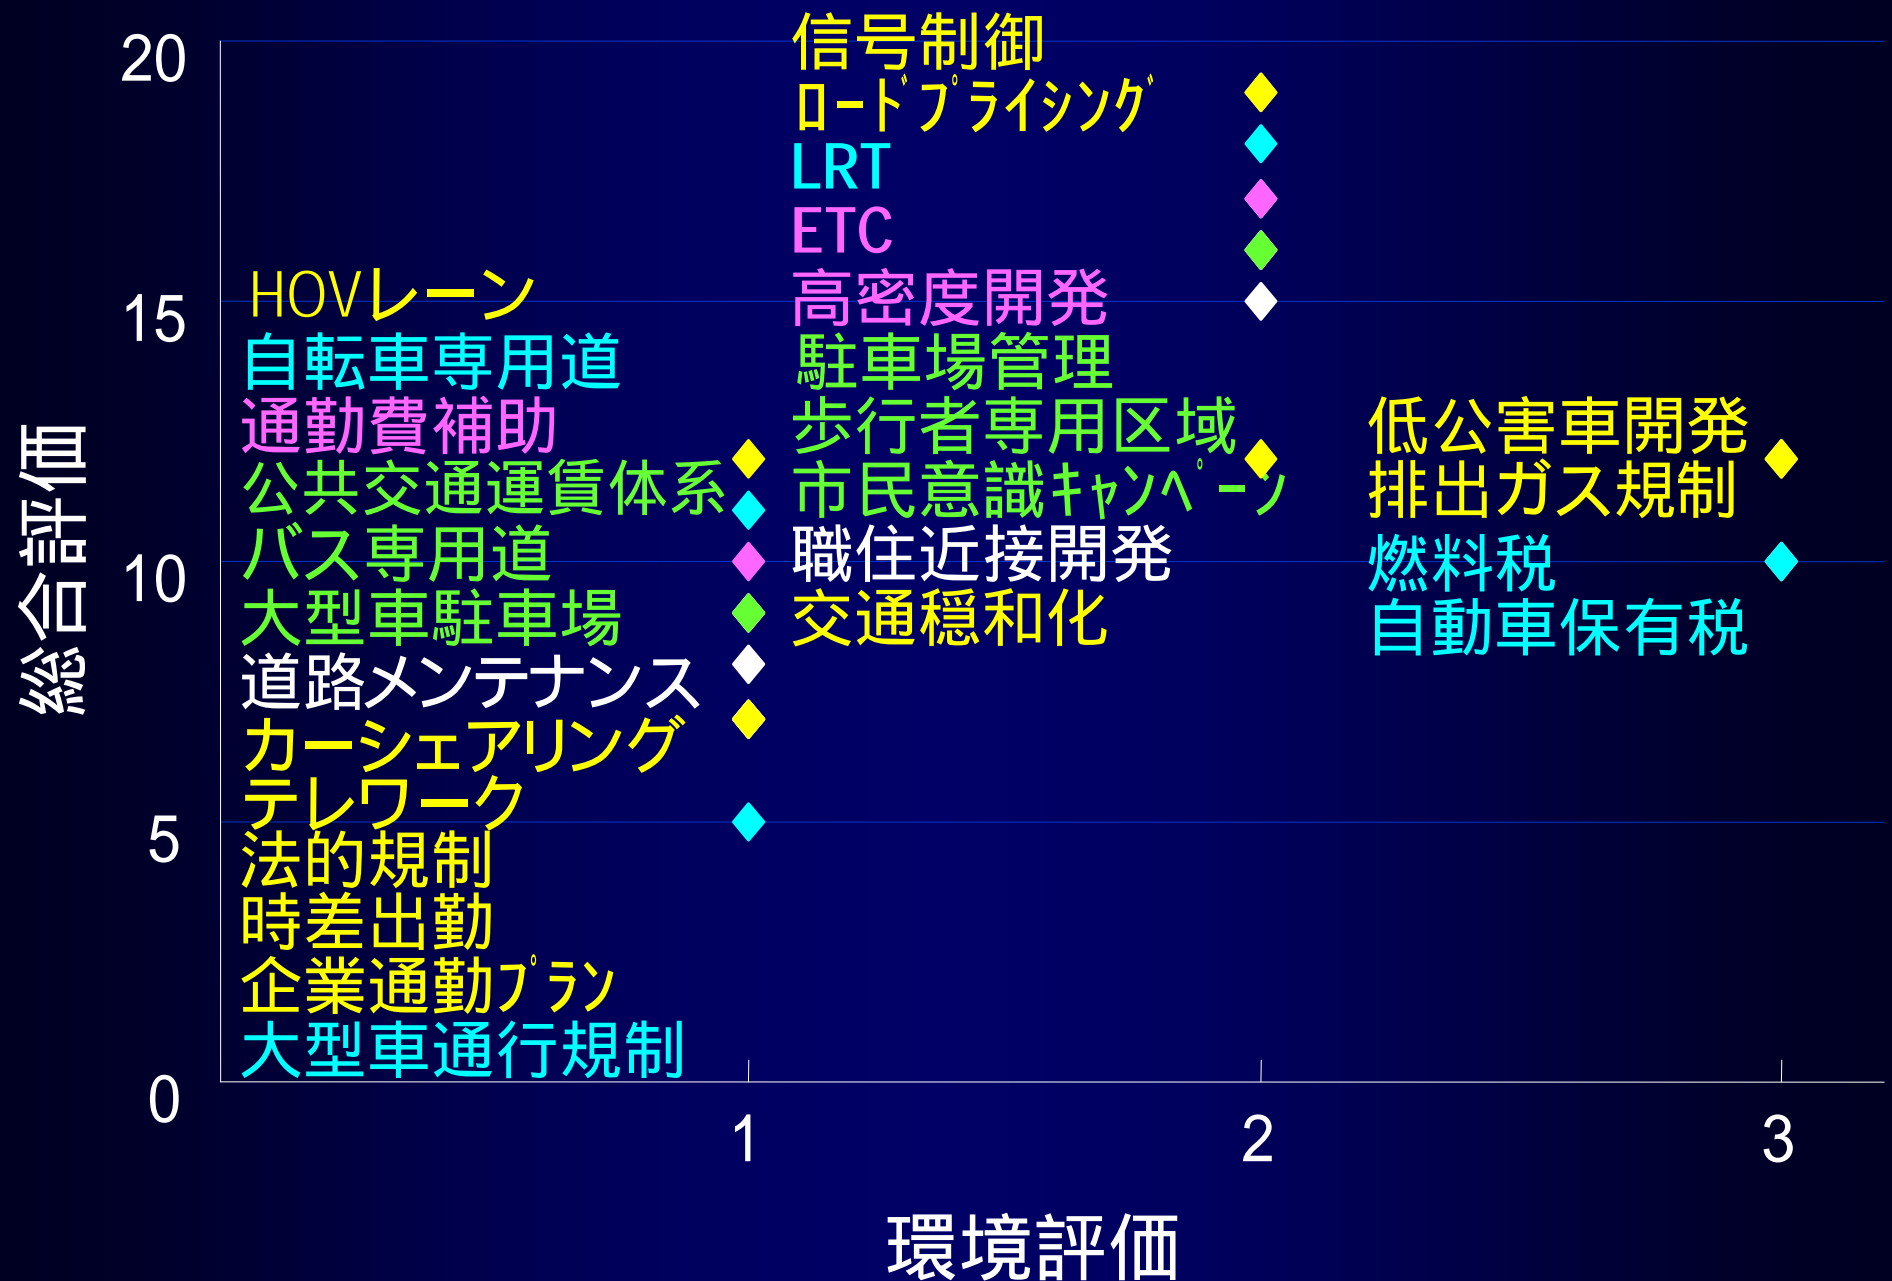 総合評価
20
15
10
5
0
HOVレーン
自転車専用道
通勤費補助
公共交通運賃体系
バス専用道
大型車駐車場
道路メンテナンス
カーシェアリング
テレワーク
法的規制
時差出勤
企業通勤ﾌﾟﾗﾝ
大型車通行規制
信号制御
ﾛｰﾄﾞﾌﾟﾗｲｼﾝｸﾞ
LRT
ETC
高密度開発
駐車場管理
歩行者専用区域
市民意識ｷｬﾝﾍﾟｰﾝ
職住近接開発
交通穏和化
低公害車開発
排出ガス規制
燃料税
自動車保有税
1
2
3
環境評価